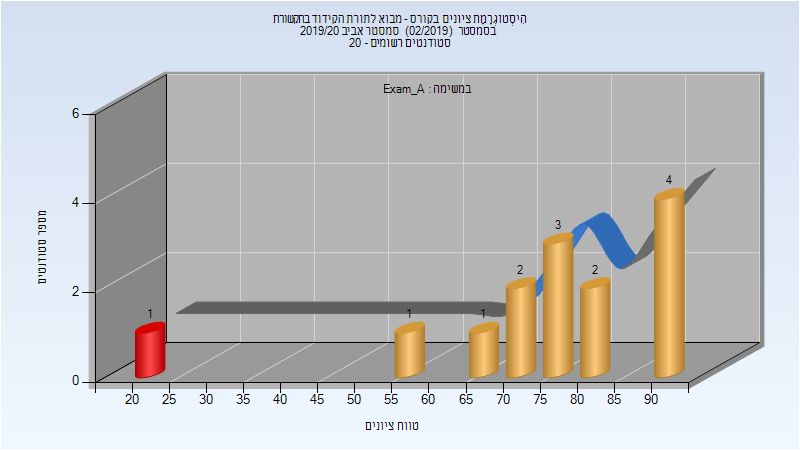 היסטוגרמת ציונים בקורס - מבוא לתורת הקידוד בתקשורת
בסמסטר (02/2019) סמסטר אביב 2019/20
סטודנטים רשומים - 20
במשימה : Exam_A
מספר סטודנטים
6
4
2
0
1
1
1
2
3
2
4
20 25 30 35 40 45 50 55 60 65 70 75 80 85 90
טווח ציונים